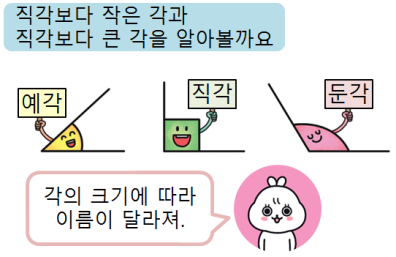 직각보다 작은 각과
직각보다 큰 각을 알아볼까요
예각
직각
둔각
각의 크기에 따라
이름이 달라져.